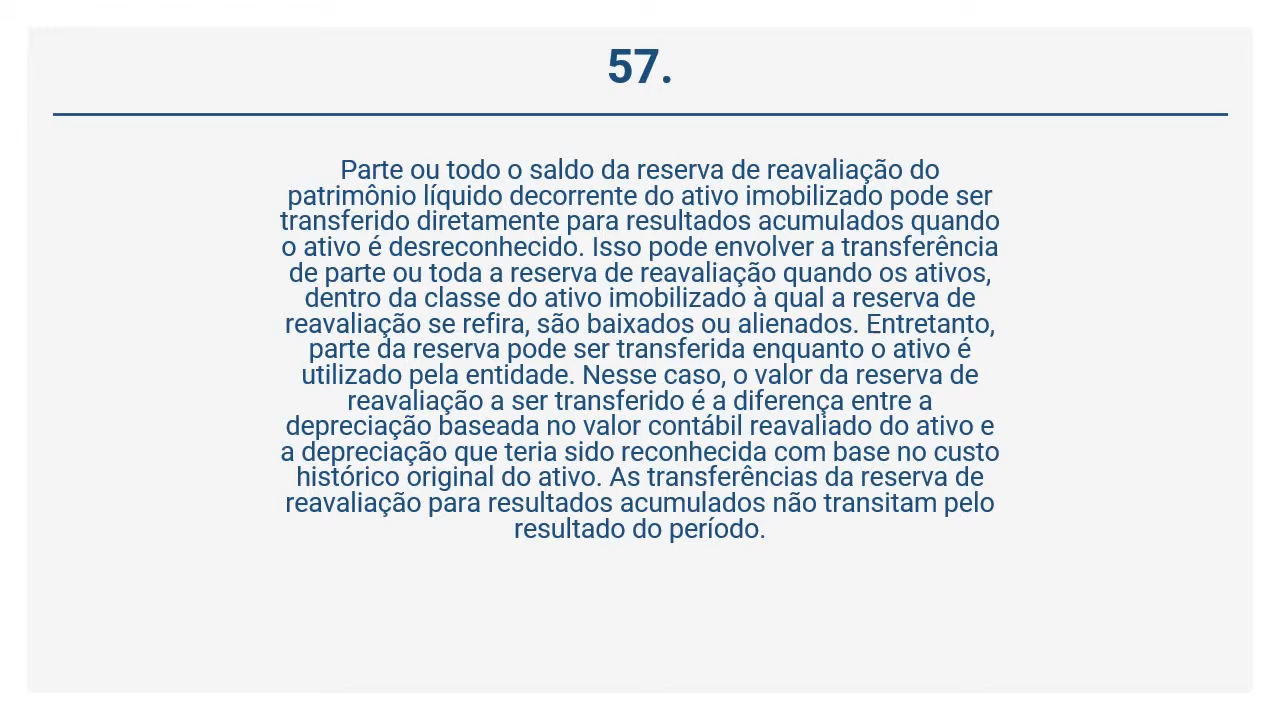 57.
Parte ou todo o saldo da reserva de reavaliação do
patrimônio líquido decorrente do ativo imobilizado pode ser
transferido diretamente para resultados acumulados quando
o ativo é desreconhecido. Isso pode envolver a transferência
de parte ou toda a reserva de reavaliação quando os ativos,
dentro da classe do ativo imobilizado à qual a reserva de
reavaliação se refira, são baixados ou alienados. Entretanto,
parte da reserva pode ser transferida enquanto o ativo é
utilizado pela entidade. Nesse caso, o valor da reserva de
reavaliação a ser transferido é a diferença entre a
depreciação baseada no valor contábil reavaliado do ativo e
a depreciação que teria sido reconhecida com base no custo
histórico original do ativo. As transferências da reserva de
reavaliação para resultados acumulados não transitam pelo
resultado do período.